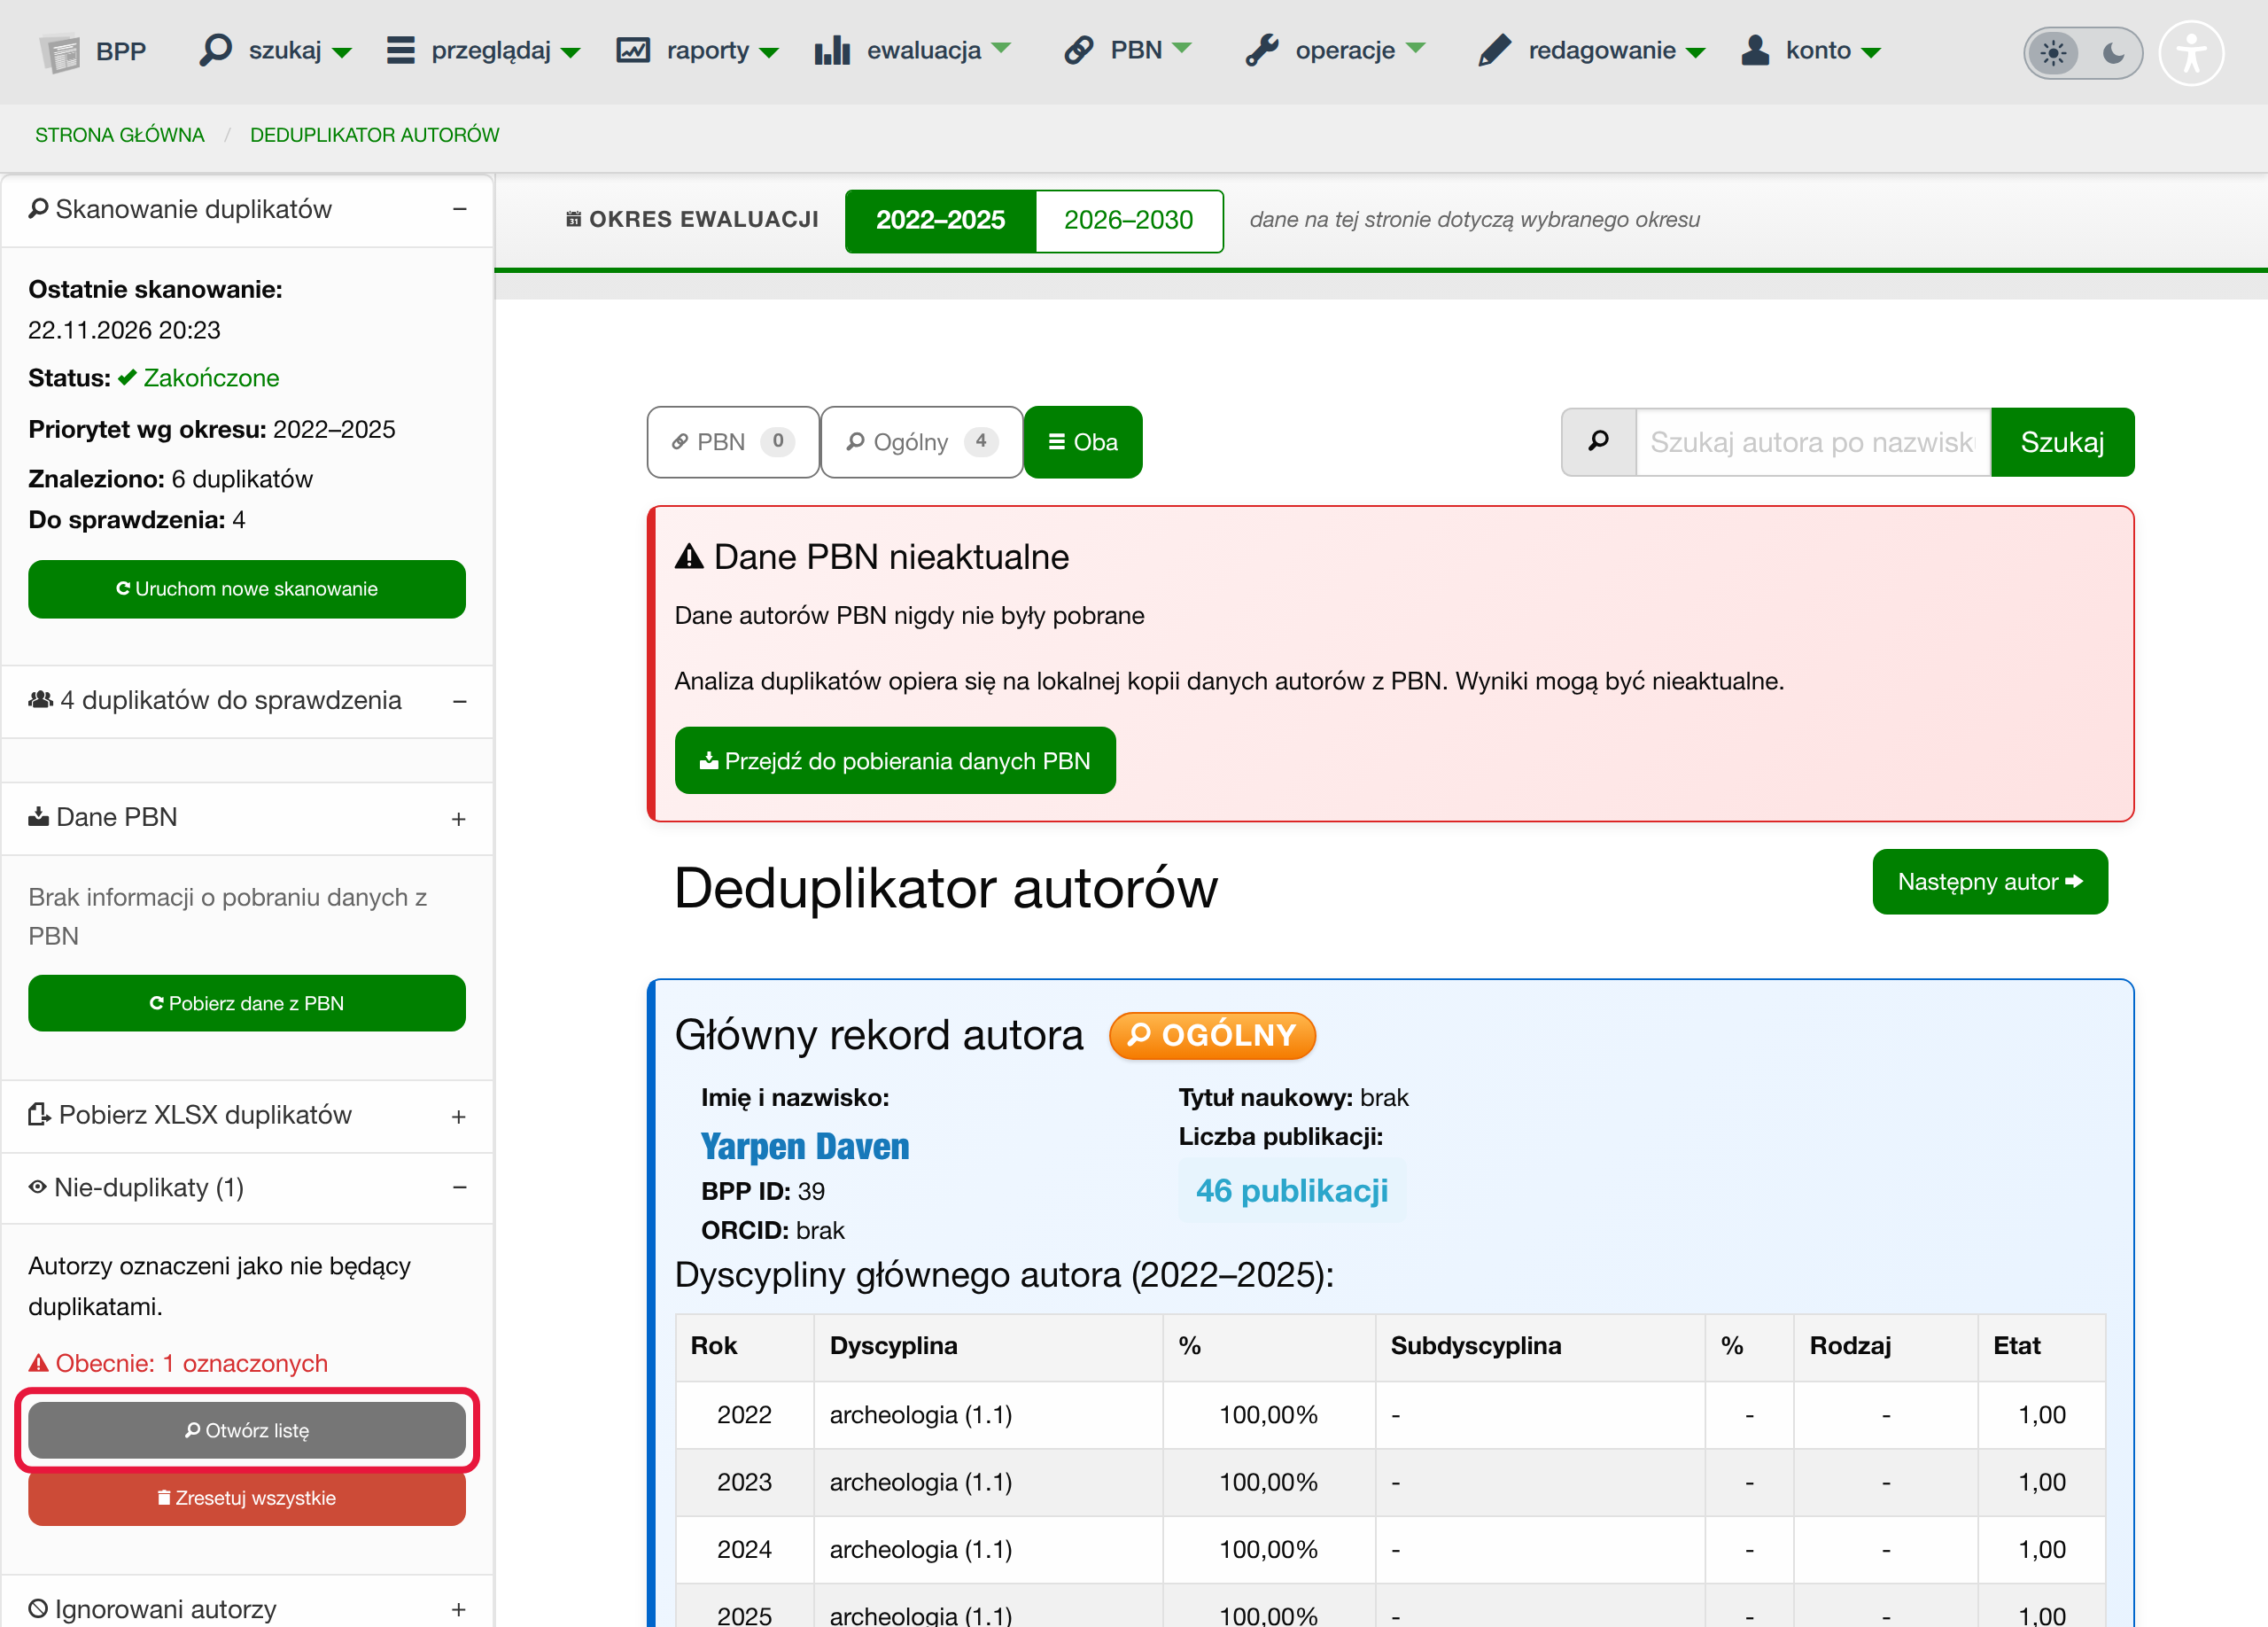 BPP szukaj przeglądaj raporty ewaluacja PBN operacje redagowanie konto
STRONA GŁÓWNA / DEDUPLIKATOR AUTORÓW
Skanowanie duplikatów −
Ostatnie skanowanie:
22.11.2026 20:23
Status: Zakończone
Priorytet wg okresu: 2022–2025
Znaleziono: 6 duplikatów
Do sprawdzenia: 4
Uruchom nowe skanowanie
4 duplikatów do sprawdzenia −
Dane PBN +
Brak informacji o pobraniu danych z
PBN
Pobierz dane z PBN
Pobierz XLSX duplikatów +
Nie-duplikaty (1) −
Autorzy oznaczeni jako nie będący
duplikatami.
Obecnie: 1 oznaczonych
Otwórz listę
Zresetuj wszystkie
Ignorowani autorzy +
OKRES EWALUACJI 2022–2025 2026–2030 dane na tej stronie dotyczą wybranego okresu
PBN 0 Ogólny 4 Oba
Szukaj autora po nazwisk Szukaj
Dane PBN nieaktualne
Dane autorów PBN nigdy nie były pobrane
Analiza duplikatów opiera się na lokalnej kopii danych autorów z PBN. Wyniki mogą być nieaktualne.
Przejdź do pobierania danych PBN
Deduplikator autorów
Następny autor
Główny rekord autora OGÓLNY
Imię i nazwisko:
Yarpen Daven
BPP ID: 39
ORCID: brak
Tytuł naukowy: brak
Liczba publikacji:
46 publikacji
Dyscypliny głównego autora (2022–2025):
Rok Dyscyplina % Subdyscyplina % Rodzaj Etat
2022 archeologia (1.1) 100,00% - - - 1,00
2023 archeologia (1.1) 100,00% - - - 1,00
2024 archeologia (1.1) 100,00% - - - 1,00
2025 archeologia (1.1) 100,00% - - - 1,00